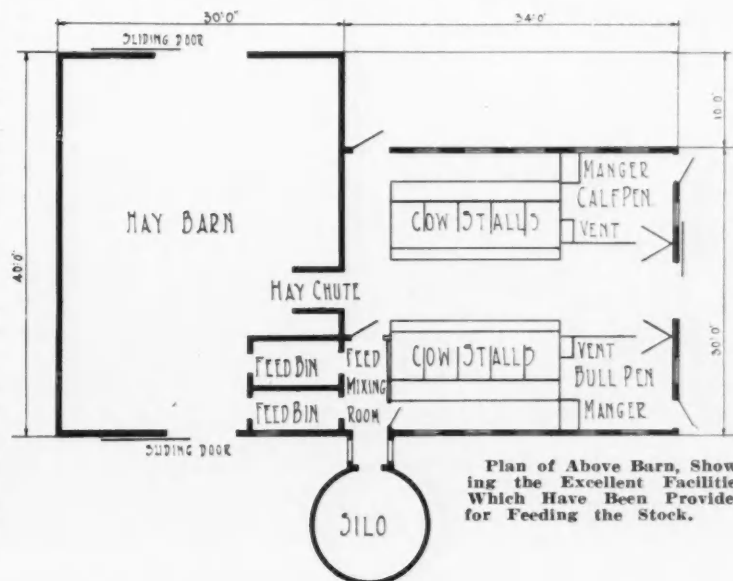 30'0"
34'0"
SLIDING DOOR
10'0"
MANGER
CALF PEN
COW STALLS
VENT
HAY BARN
40'0"
HAY CHUTE
30'0"
FEED BIN
FEED
MIXING
ROOM
COW STALLS
VENT
BULL PEN
FEED BIN
MANGER
SLIDING DOOR
Plan of Above Barn, Show
ing the Excellent Facilitie
Which Have Been Provide
for Feeding the Stock.
SILO